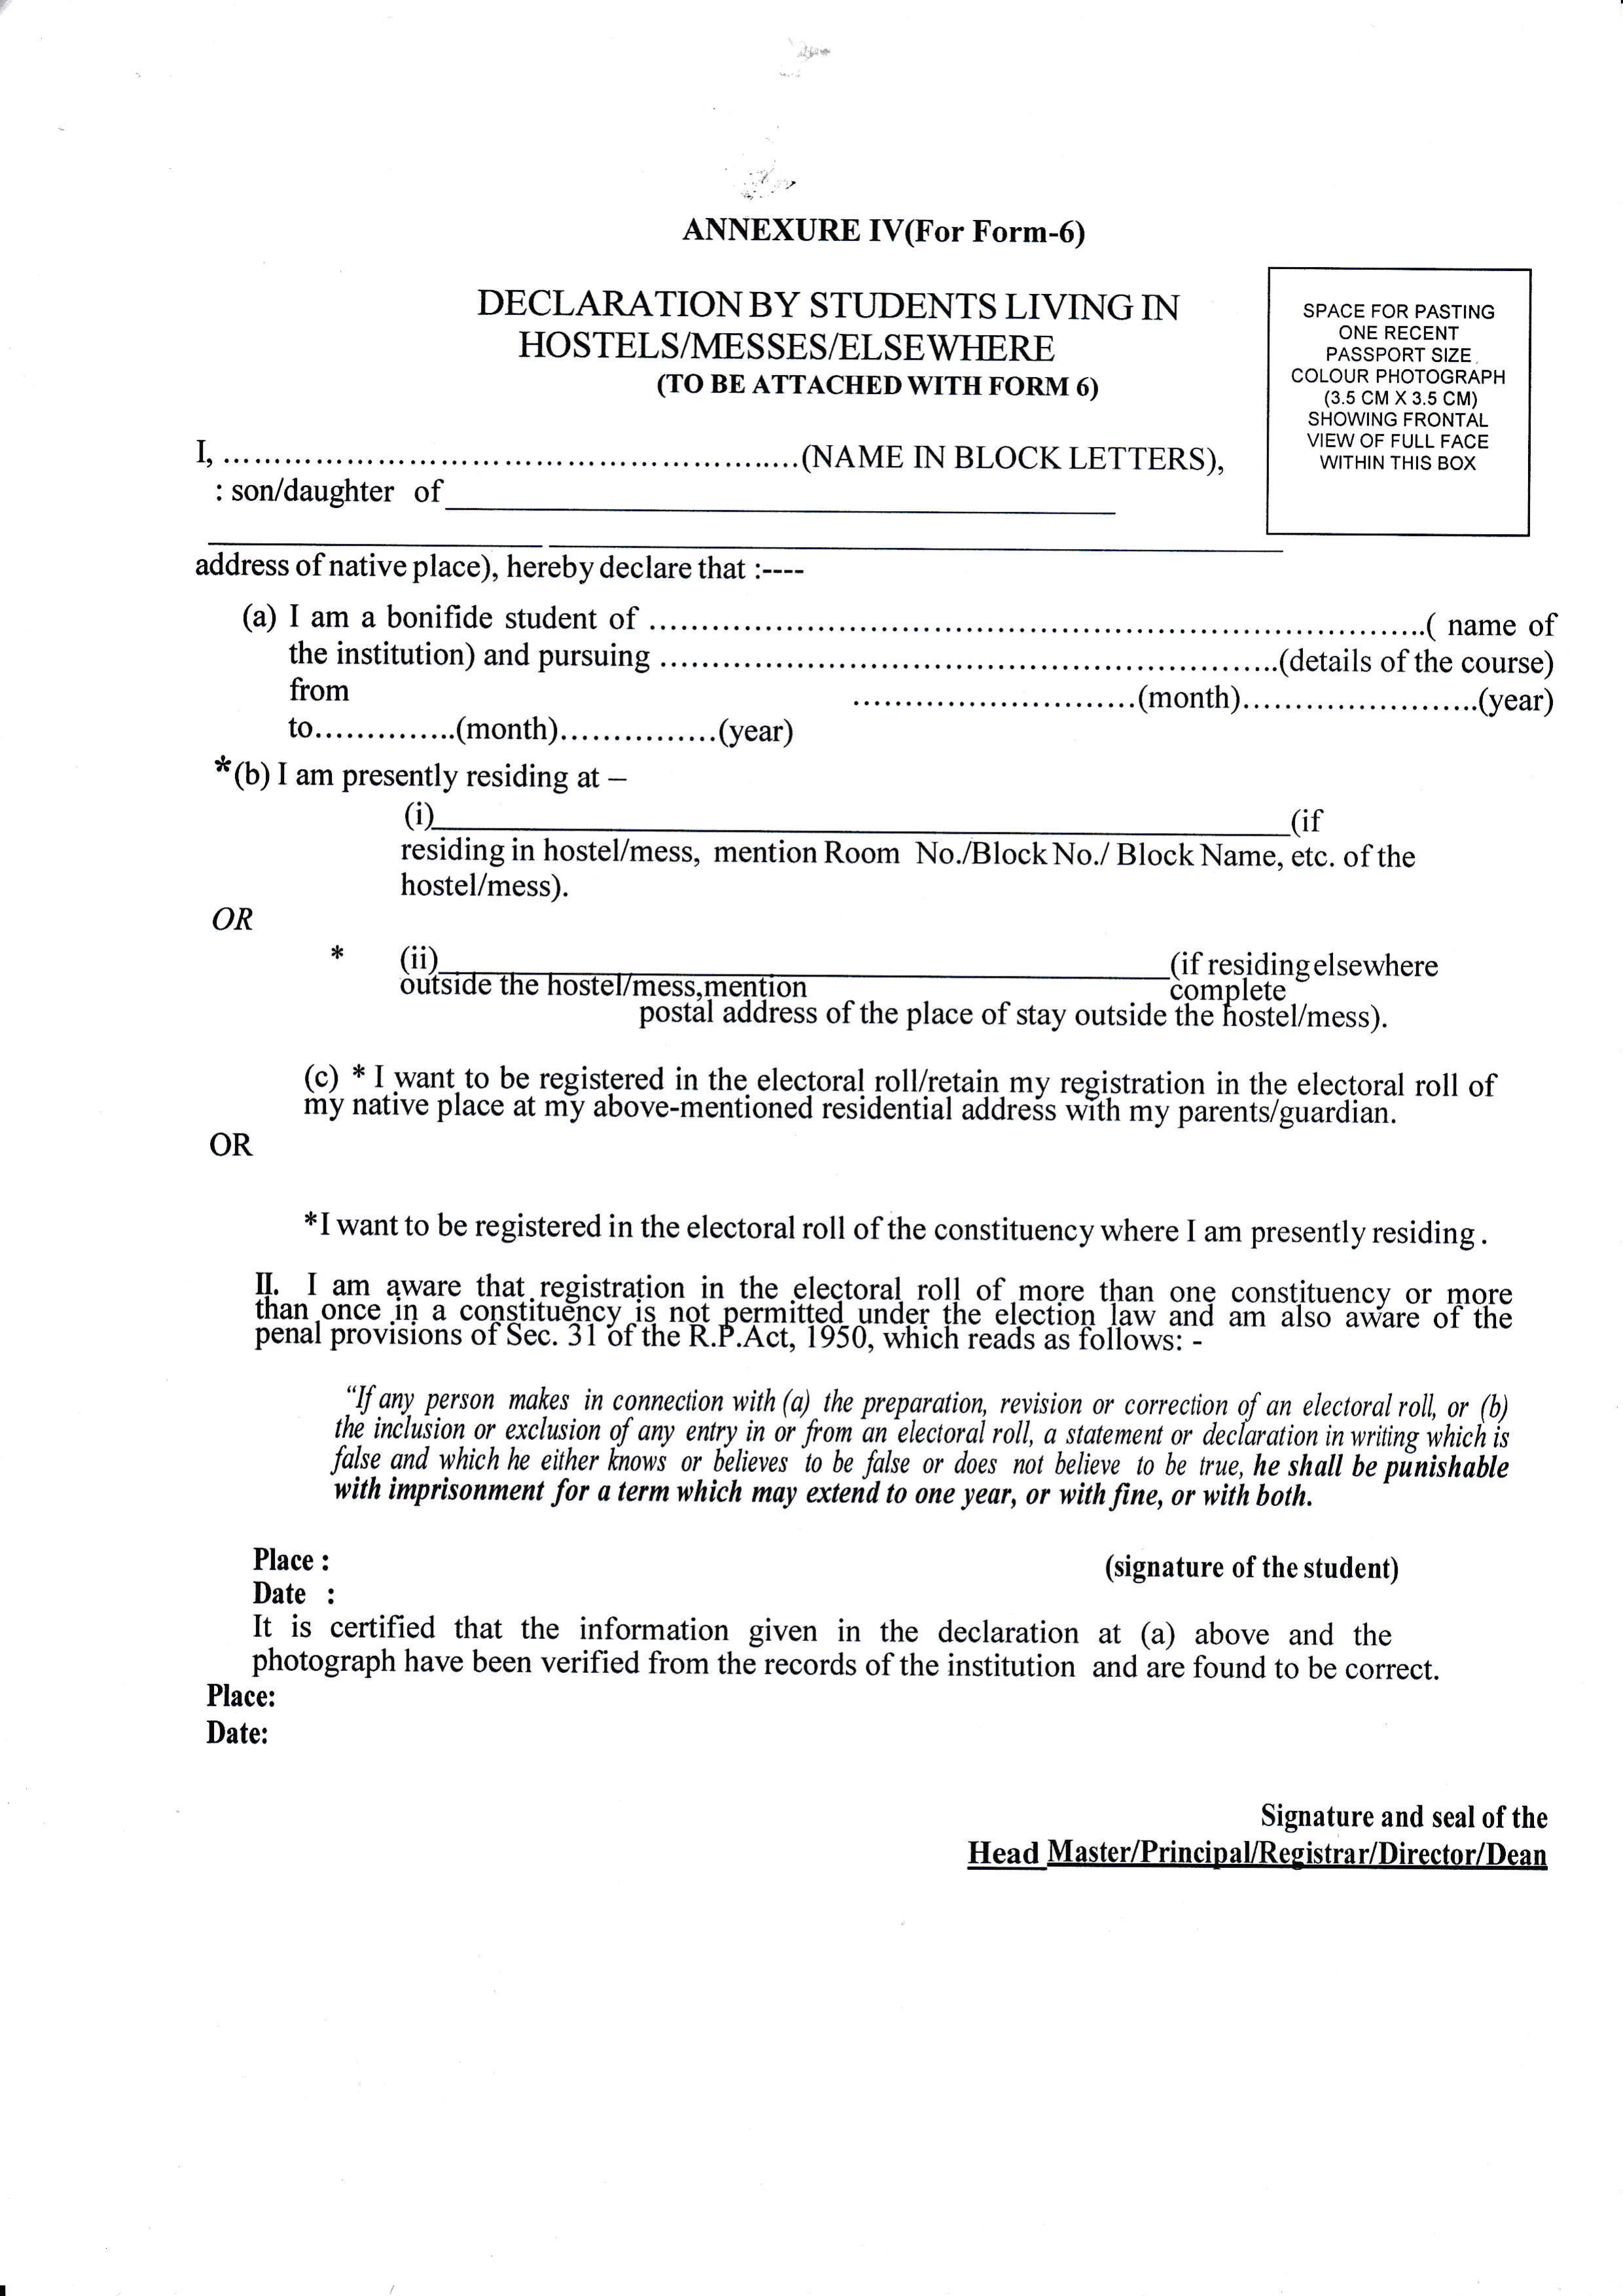 ANNEXURE IV(For Form-6)
DECLARATION BY STUDENTS LIVING IN
HOSTELS/MESSES/ELSEWHERE
(TO BE ATTACHED WITH FORM 6)
SPACE FOR PASTING
ONE RECENT
PASSPORT SIZE
COLOUR PHOTOGRAPH
(3.5 CM X 3.5 CM)
SHOWING FRONTAL
VIEW OF FULL FACE
WITHIN THIS BOX
I, ..........................................................(NAME IN BLOCK LETTERS),
: son/daughter of____________________
____________________ ____________________
address of native place), hereby declare that :----
(a) I am a bonifide student of ..............................................................................( name of
the institution) and pursuing ..............................................................(details of the course)
from ............................(month).......................(year)
to..............(month)................(year)
*(b) I am presently residing at –
(i)____________________(if
residing in hostel/mess, mention Room No./Block No./ Block Name, etc. of the
hostel/mess).
OR
* (ii)____________________(if residing elsewhere
outside the hostel/mess,mention complete
postal address of the place of stay outside the hostel/mess).
(c) * I want to be registered in the electoral roll/retain my registration in the electoral roll of
my native place at my above-mentioned residential address with my parents/guardian.
OR
*I want to be registered in the electoral roll of the constituency where I am presently residing .
II. I am aware that registration in the electoral roll of more than one constituency or more
than once in a constituency is not permitted under the election law and am also aware of the
penal provisions of Sec. 31 of the R.P.Act, 1950, which reads as follows: -
“If any person makes in connection with (a) the preparation, revision or correction of an electoral roll, or (b)
the inclusion or exclusion of any entry in or from an electoral roll, a statement or declaration in writing which is
false and which he either knows or believes to be false or does not believe to be true, he shall be punishable
with imprisonment for a term which may extend to one year, or with fine, or with both.
Place : (signature of the student)
Date :
It is certified that the information given in the declaration at (a) above and the
photograph have been verified from the records of the institution and are found to be correct.
Place:
Date:
Signature and seal of the
Head Master/Principal/Registrar/Director/Dean